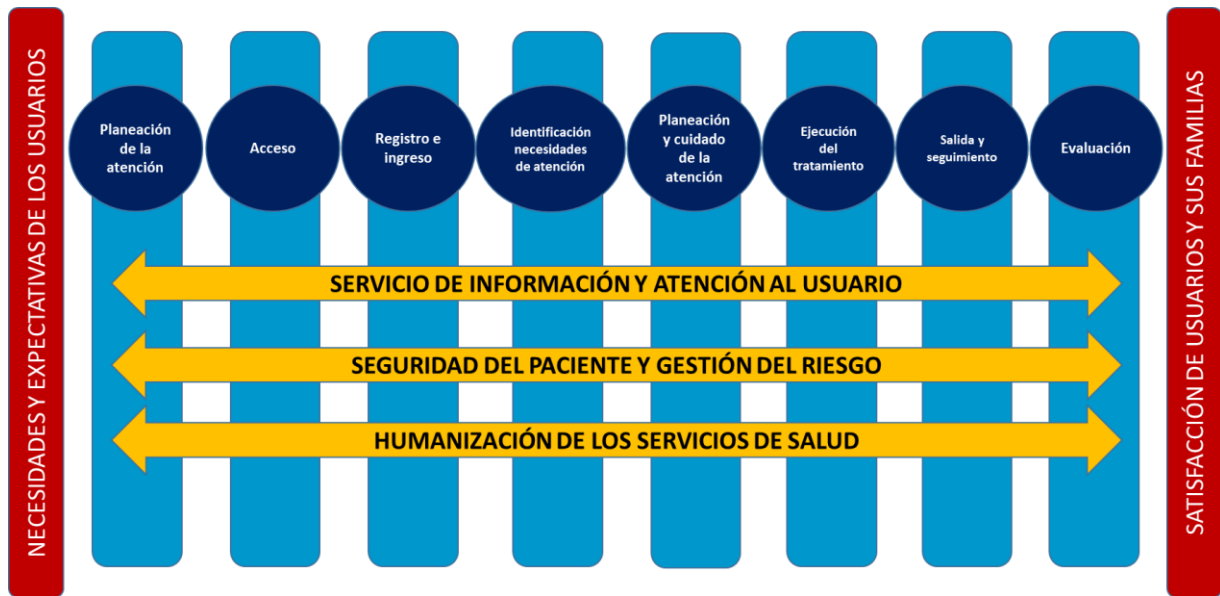 NECESIDADES Y EXPECTATIVAS DE LOS USUARIOS
Planeación
de la
atención
Acceso
Registro e
ingreso
Identificación
necesidades
de atención
Planeación
y cuidado
de la
atención
Ejecución
del
tratamiento
Salida y
seguimiento
Evaluación
SERVICIO DE INFORMACIÓN Y ATENCIÓN AL USUARIO
SEGURIDAD DEL PACIENTE Y GESTIÓN DEL RIESGO
HUMANIZACIÓN DE LOS SERVICIOS DE SALUD
SATISFACCIÓN DE USUARIOS Y SUS FAMILIAS